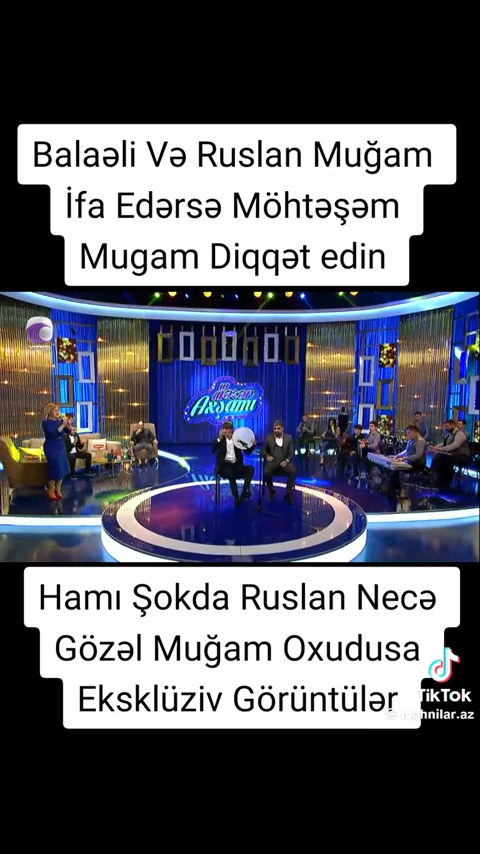 Balaəli Və Ruslan Muğam
İfa Edərsə Möhtəşəm
Mugam Diqqət edin
Axşamı
Hamı Şokda Ruslan Necə
Gözəl Muğam Oxudusa
Eksklüziv Görüntülər
TikTok